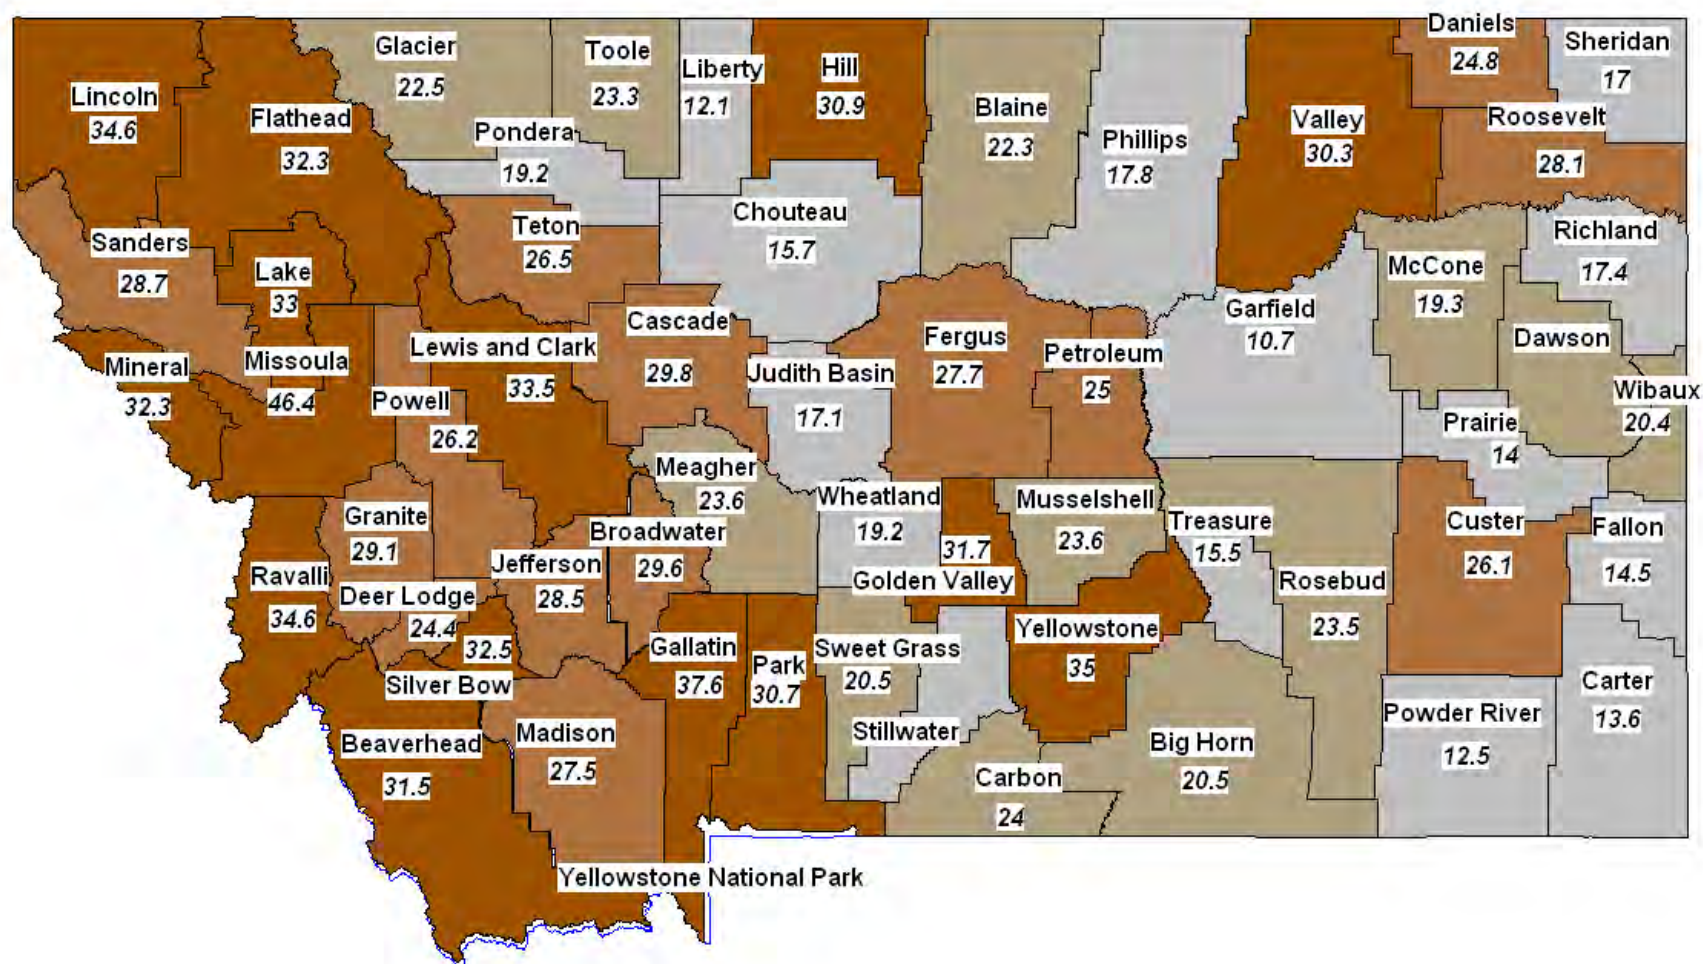 Lincoln
34.6
Flathead
32.3
Glacier
22.5
Toole
23.3
Liberty
12.1
Hill
30.9
Blaine
22.3
Phillips
17.8
Valley
30.3
Daniels
24.8
Sheridan
17
Roosevelt
28.1
Pondera
19.2
Teton
26.5
Chouteau
15.7
Sanders
28.7
Lake
33
Richland
17.4
McCone
19.3
Garfield
10.7
Dawson
Wibaux
20.4
Mineral
32.3
Missoula
46.4
Powell
26.2
Lewis and Clark
33.5
Cascade
29.8
Judith Basin
17.1
Fergus
27.7
Petroleum
25
Prairie
14
Meagher
23.6
Wheatland
19.2
Golden Valley
31.7
Musselshell
23.6
Treasure
15.5
Rosebud
23.5
Custer
26.1
Fallon
14.5
Granite
29.1
Ravalli
34.6
Deer Lodge
24.4
Jefferson
28.5
Broadwater
29.6
Silver Bow
32.5
Gallatin
37.6
Park
30.7
Sweet Grass
20.5
Stillwater
Yellowstone
35
Carbon
24
Big Horn
20.5
Powder River
12.5
Carter
13.6
Beaverhead
31.5
Madison
27.5
Yellowstone National Park